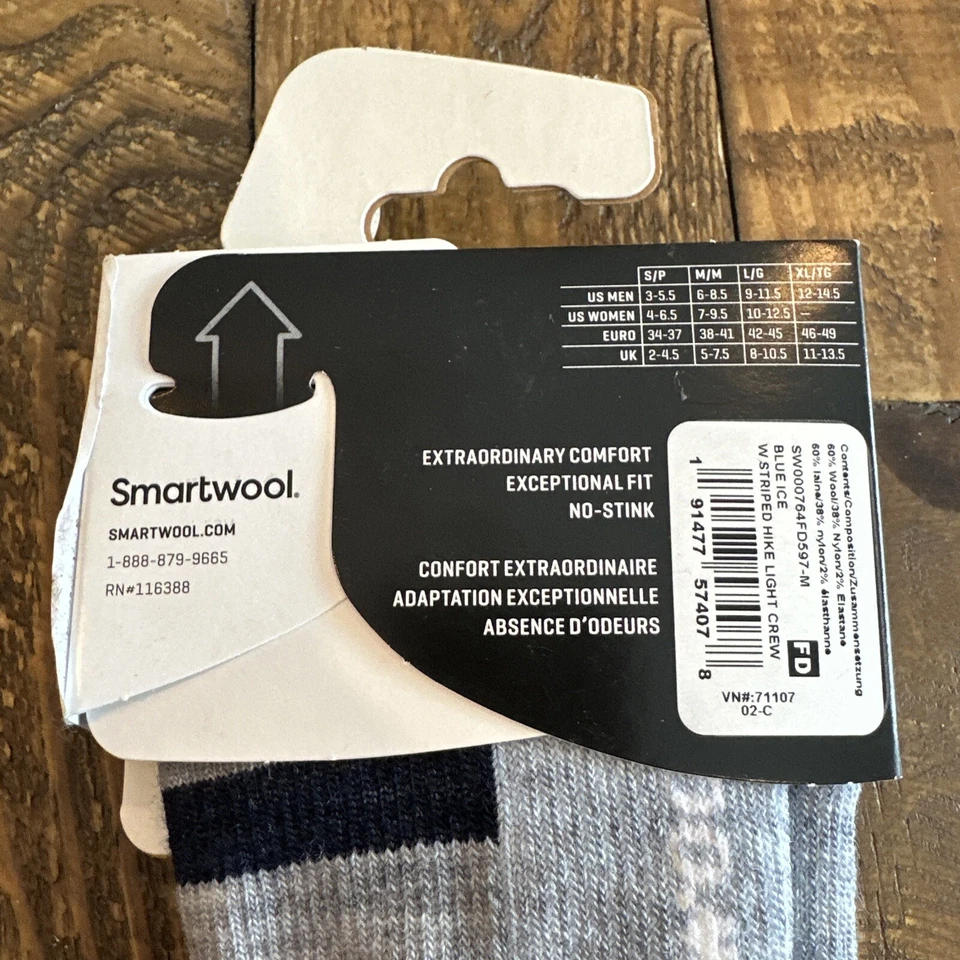 S/P M/M L/G XL/TG
US MEN 3-5.5 6-8.5 9-11.5 12-14.5
US WOMEN 4-6.5 7-9.5 10-12.5 —
EURO 34-37 38-41 42-45 46-49
UK 2-4.5 5-7.5 8-10.5 11-13.5
Smartwool®
SMARTWOOL.COM
1-888-879-9665
RN#116388
EXTRAORDINARY COMFORT
EXCEPTIONAL FIT
NO-STINK
CONFORT EXTRAORDINAIRE
ADAPTATION EXCEPTIONNELLE
ABSENCE D'ODEURS
Contents/Composition/Zusammensetzung
60% Wool/38% Nylon/2% Elastane
60% laine/38% nylon/2% élasthanne
SW000764FD597-M
BLUE ICE
W STRIPED HIKE LIGHT CREW
FD
1 91477 57407 8
VN#:71107
02-C